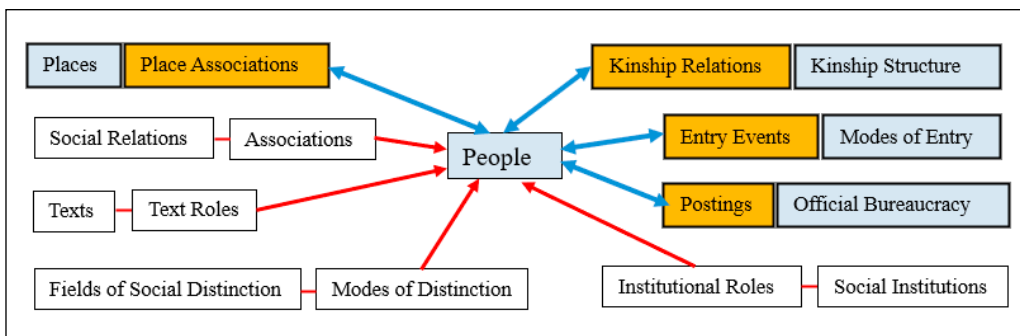 Places
Place Associations
Kinship Relations
Kinship Structure
Social Relations
Associations
People
Entry Events
Modes of Entry
Texts
Text Roles
Postings
Official Bureaucracy
Fields of Social Distinction
Modes of Distinction
Institutional Roles
Social Institutions